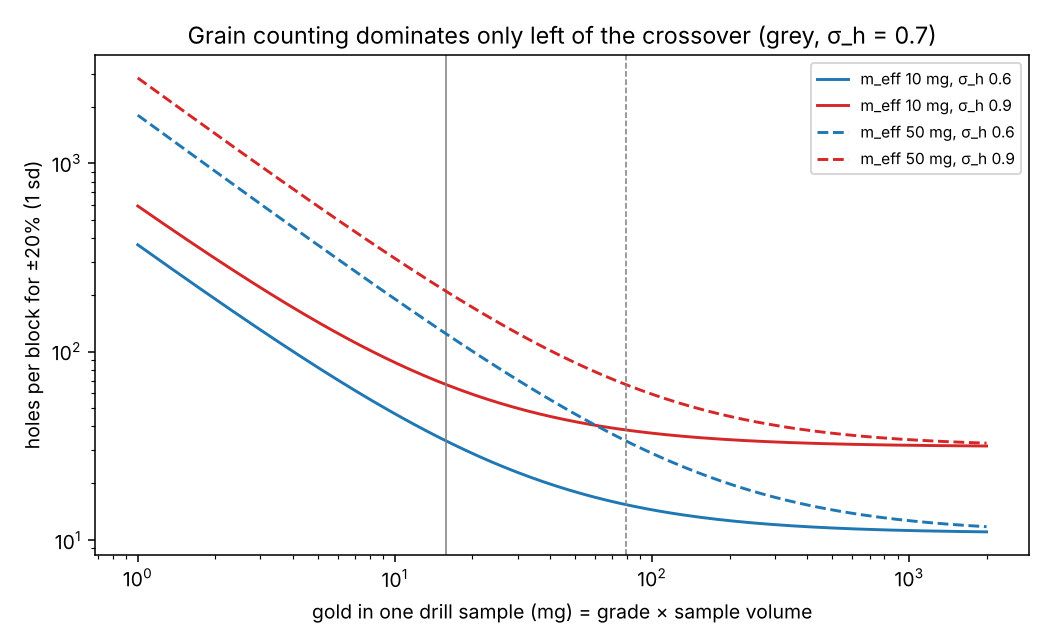 Grain counting dominates only left of the crossover (grey, σ_h = 0.7)
m_eff 10 mg, σ_h 0.6
m_eff 10 mg, σ_h 0.9
m_eff 50 mg, σ_h 0.6
m_eff 50 mg, σ_h 0.9
holes per block for ±20% (1 sd)
10³
10²
10¹
10⁰ 10¹ 10² 10³
gold in one drill sample (mg) = grade × sample volume